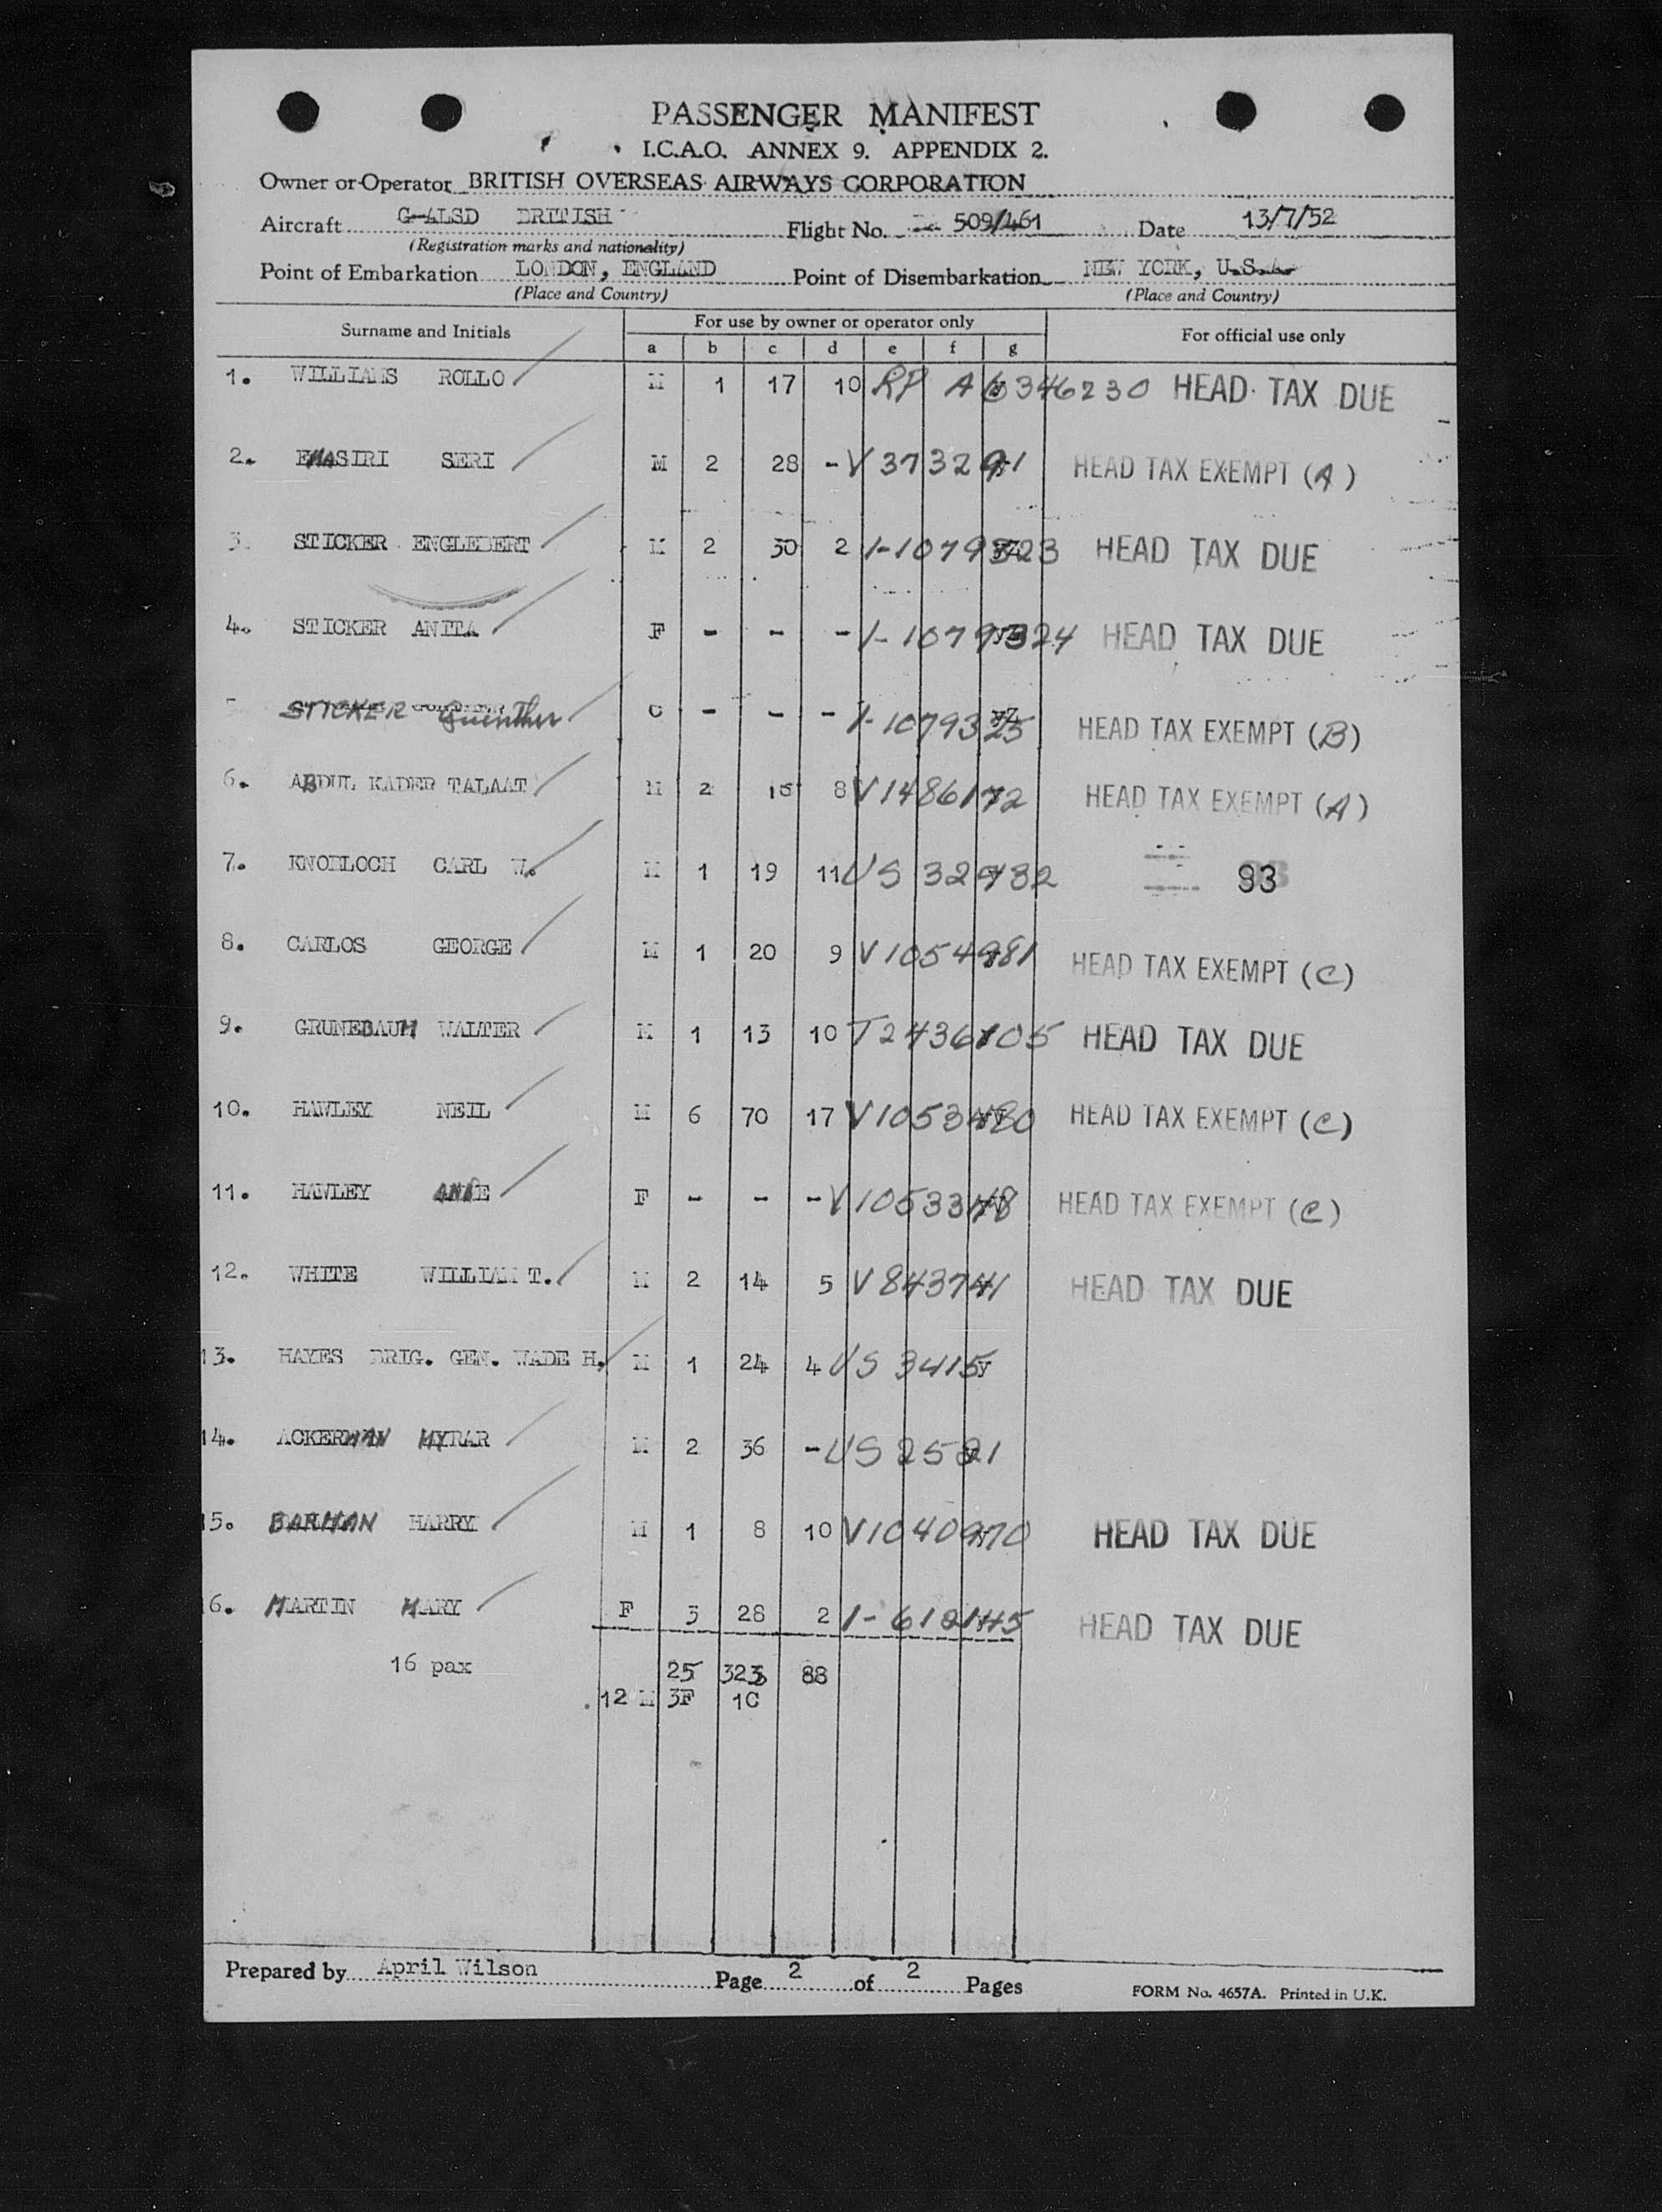 PASSENGER MANIFEST
I.C.A.O. ANNEX 9. APPENDIX 2.
Owner or Operator BRITISH OVERSEAS AIRWAYS CORPORATION
Aircraft G-ALSD BRITISH Flight No. 509/461 Date 13/7/52
(Registration marks and nationality)
Point of Embarkation LONDON, ENGLAND Point of Disembarkation NEW YORK, U.S.A.
(Place and Country) (Place and Country)
Surname and Initials For use by owner or operator only For official use only
a b c d e f g
1. WILLIAMS ROLLO M 1 17 10 RP A 6346230 HEAD TAX DUE
2. EMASIRI SERI M 2 28 - V 373291 HEAD TAX EXEMPT (A)
3. STICKER ENGLEBERT M 2 30 2 I-1079323 HEAD TAX DUE
4. STICKER ANITA F - - - I-1079324 HEAD TAX DUE
STICKER Guenther C - - - I-1079325 HEAD TAX EXEMPT (B)
6. ABDUL KADER TALAAT M 2 15 8 V1486172 HEAD TAX EXEMPT (A)
7. KNOBLOCH CARL W. M 1 19 11 US 32982 93
8. CARLOS GEORGE M 1 20 9 V1054981 HEAD TAX EXEMPT (C)
9. GRUNEBAUM WALTER M 1 13 10 T2436105 HEAD TAX DUE
10. HAWLEY NEIL M 6 70 17 V1053480 HEAD TAX EXEMPT (C)
11. HAWLEY ANNE F - - - V1053348 HEAD TAX EXEMPT (C)
12. WHITE WILLIAM T. M 2 14 5 V843741 HEAD TAX DUE
13. HAYES BRIG. GEN. WADE H. M 1 24 4 US 3415
14. ACKERMAN MYRAR M 2 36 - US 2521
15. BARMAN HARRY M 1 8 10 V1040970 HEAD TAX DUE
6. MARTIN MARY F 3 28 2 I-612145 HEAD TAX DUE
16 pax 25 323 88
12 M 3F 1C
Prepared by April Wilson Page 2 of 2 Pages FORM No. 4657A. Printed in U.K.